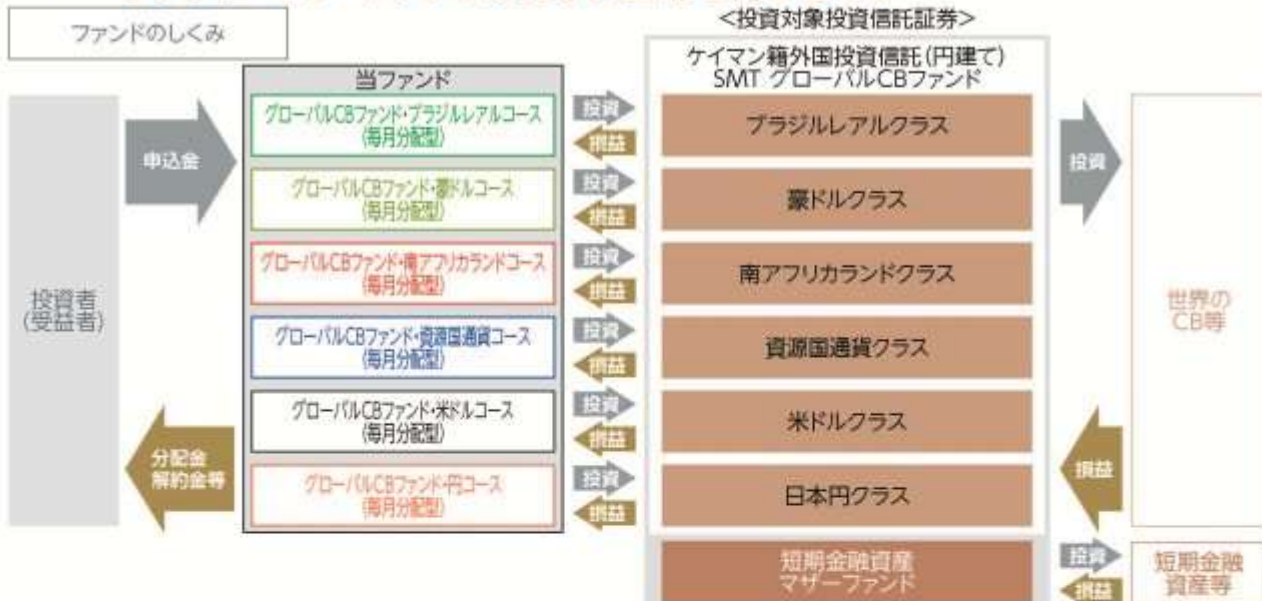 ファンドのしくみ
<投資対象投資信託証券>
ケイマン籍外国投資信託(円建て)
SMT グローバルCBファンド
当ファンド
投資者
(受益者)
申込金
分配金
解約金等
グローバルCBファンド・ブラジルレアルコース
(毎月分配型)
投資
損益
ブラジルレアルクラス
グローバルCBファンド・豪ドルコース
(毎月分配型)
投資
損益
豪ドルクラス
グローバルCBファンド・南アフリカランドコース
(毎月分配型)
投資
損益
南アフリカランドクラス
グローバルCBファンド・資源国通貨コース
(毎月分配型)
投資
損益
資源国通貨クラス
グローバルCBファンド・米ドルコース
(毎月分配型)
投資
損益
米ドルクラス
グローバルCBファンド・円コース
(毎月分配型)
投資
損益
日本円クラス
投資
損益
世界の
CB等
短期金融資産
マザーファンド
投資
損益
短期金融
資産等